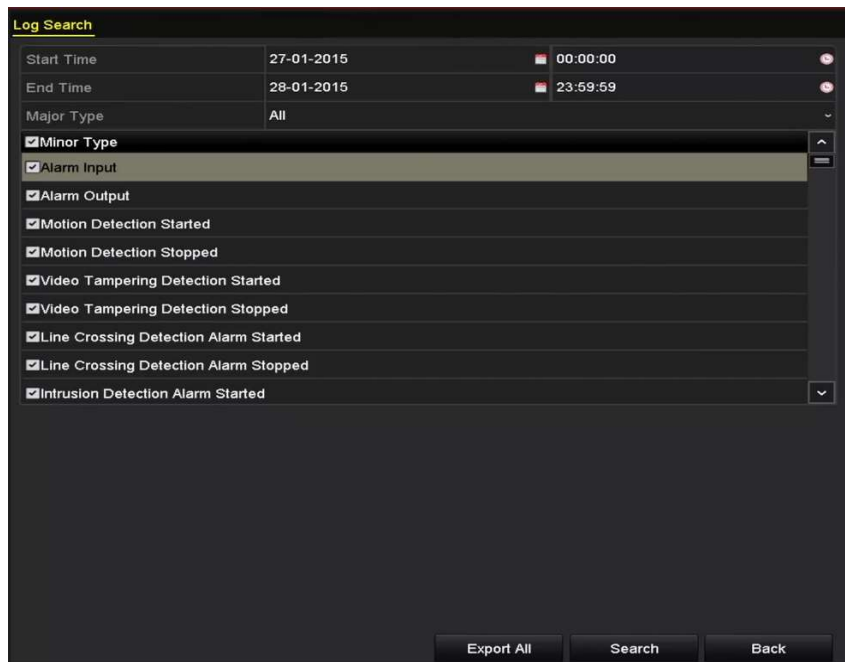 Log Search
Start Time 27-01-2015 00:00:00
End Time 28-01-2015 23:59:59
Major Type All
Minor Type
Alarm Input
Alarm Output
Motion Detection Started
Motion Detection Stopped
Video Tampering Detection Started
Video Tampering Detection Stopped
Line Crossing Detection Alarm Started
Line Crossing Detection Alarm Stopped
Intrusion Detection Alarm Started
Export All Search Back